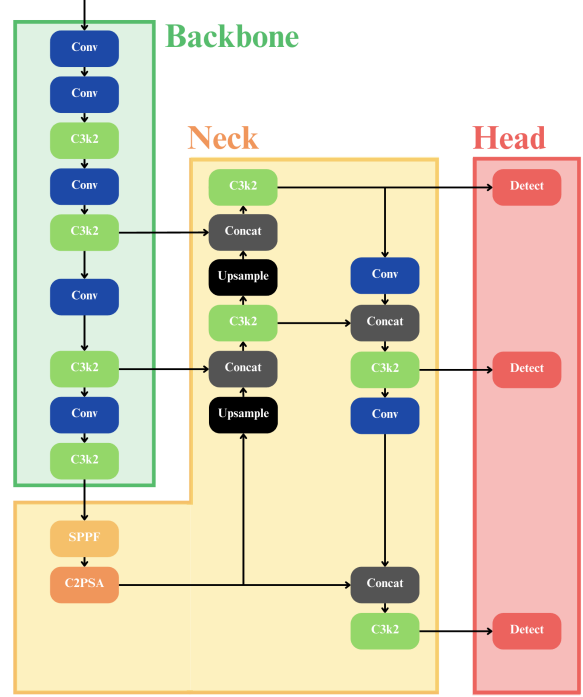 Backbone
Conv
Conv
C3k2
Conv
C3k2
Conv
C3k2
Conv
C3k2
Neck
SPPF
C2PSA
C3k2
Concat
Upsample
C3k2
Concat
Upsample
Conv
Concat
C3k2
Conv
Concat
C3k2
Head
Detect
Detect
Detect